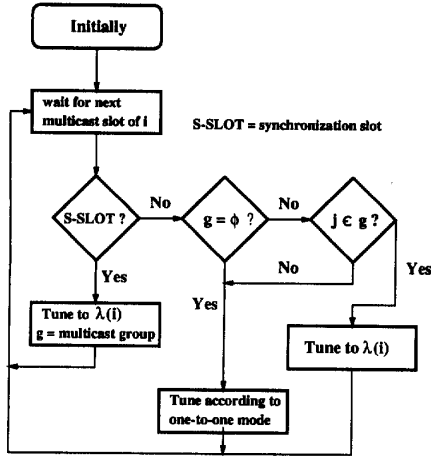 Initially
wait for next
multicast slot of i
S-SLOT = synchronization slot
S-SLOT ?
No
g = ϕ ?
No
j ϵ g ?
Yes
No
Yes
Yes
Tune to λ(i)
g = multicast group
Tune to λ(i)
Tune according to
one-to-one mode